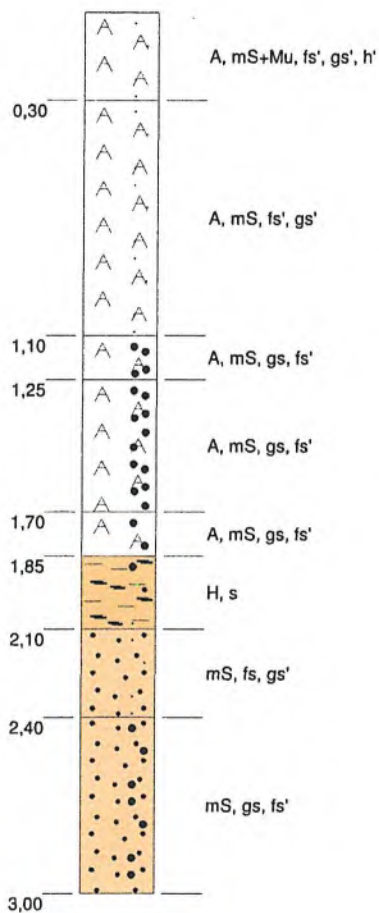 A, mS+Mu, fs', gs', h'
0,30
A, mS, fs', gs'
1,10
A, mS, gs, fs'
1,25
A, mS, gs, fs'
1,70
A, mS, gs, fs'
1,85
H, s
2,10
mS, fs, gs'
2,40
mS, gs, fs'
3,00